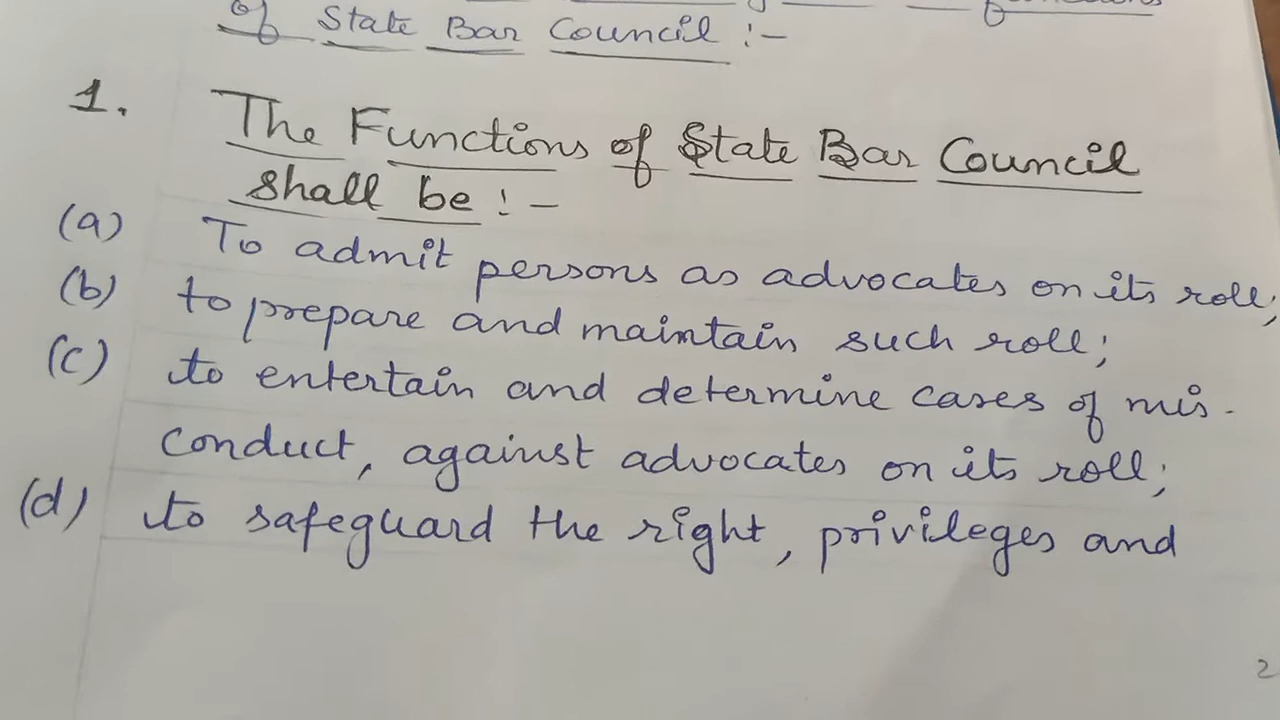 of State Bar Council :-
1. The Functions of State Bar Council
shall be : -
(a) To admit persons as advocates on its roll;
(b) to prepare and maintain such roll;
(c) to entertain and determine cases of mis-
conduct, against advocates on its roll;
(d) to safeguard the right, privileges and
2